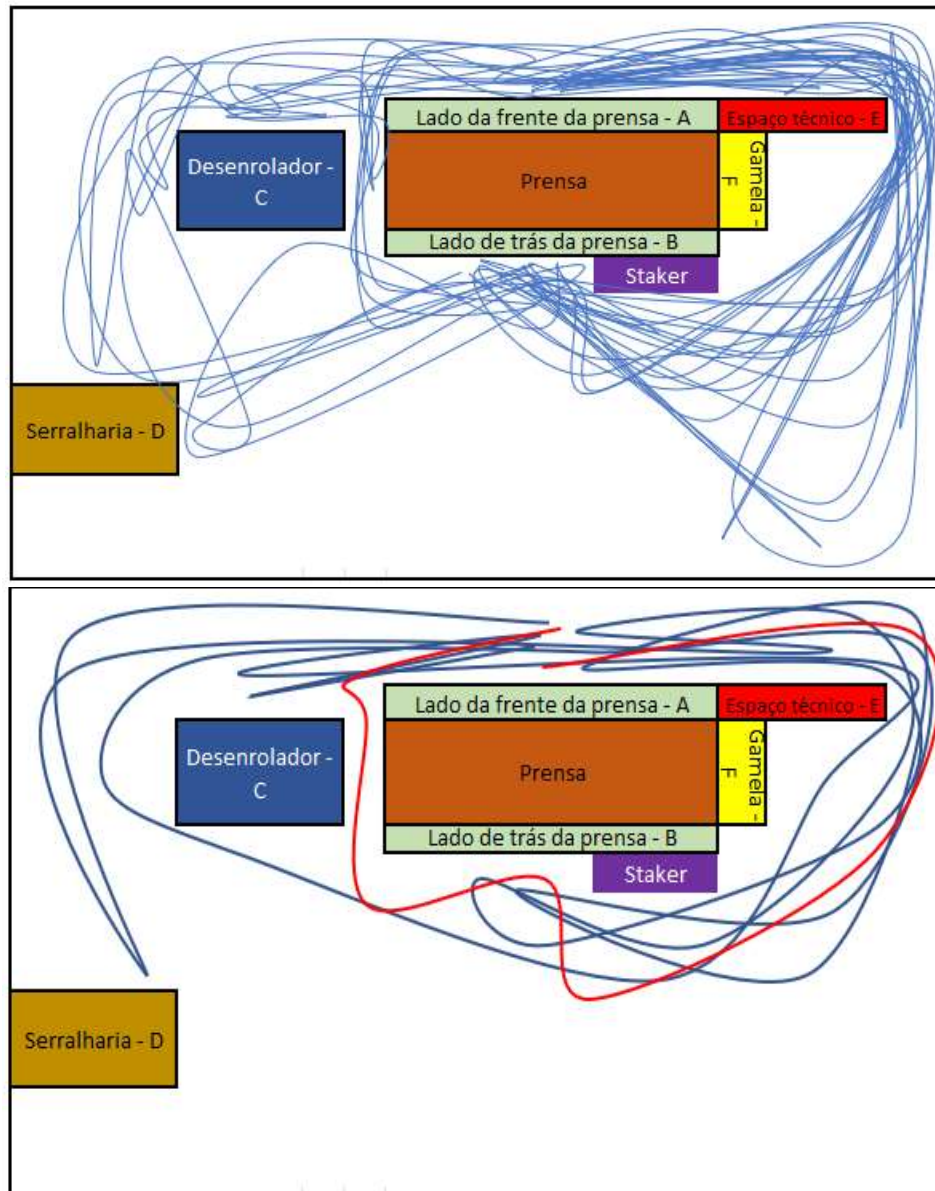 Lado da frente da prensa - A
Espaço técnico - E
Desenrolador -
C
Prensa
Gamela -
F
Lado de trás da prensa - B
Staker
Serralharia - D
Lado da frente da prensa - A
Espaço técnico - E
Desenrolador -
C
Prensa
Gamela -
F
Lado de trás da prensa - B
Staker
Serralharia - D